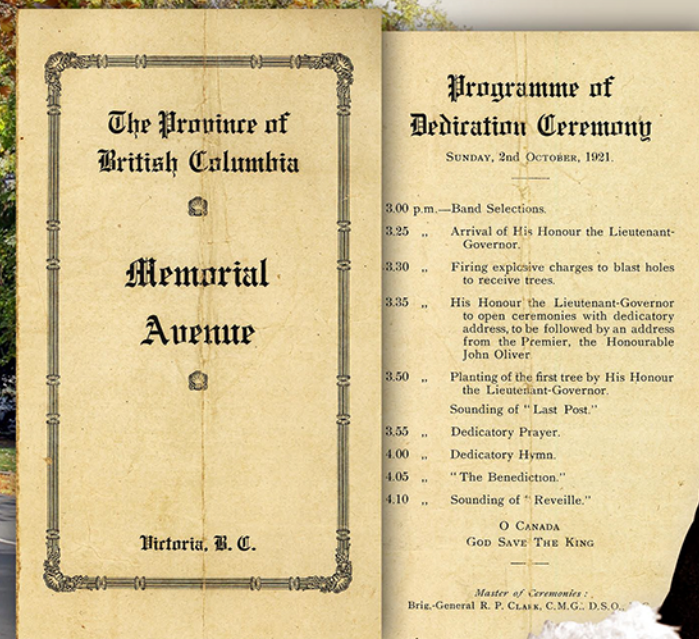 The Province of
British Columbia
Memorial
Avenue
Victoria, B. C.
Programme of
Dedication Ceremony
SUNDAY, 2nd OCTOBER, 1921.
3.00 p.m.—Band Selections.
3.25 „ Arrival of His Honour the Lieutenant-
Governor.
3.30 „ Firing explosive charges to blast holes
to receive trees.
3.35 „ His Honour the Lieutenant-Governor
to open ceremonies with dedicatory
address, to be followed by an address
from the Premier, the Honourable
John Oliver
3.50 „ Planting of the first tree by His Honour
the Lieutenant-Governor.
Sounding of "Last Post."
3.55 „ Dedicatory Prayer.
4.00 „ Dedicatory Hymn.
4.05 „ "The Benediction."
4.10 „ Sounding of "Reveille."
O CANADA
GOD SAVE THE KING
Master of Ceremonies:
Brig.-General R. P. CLARK, C.M.G., D.S.O.,